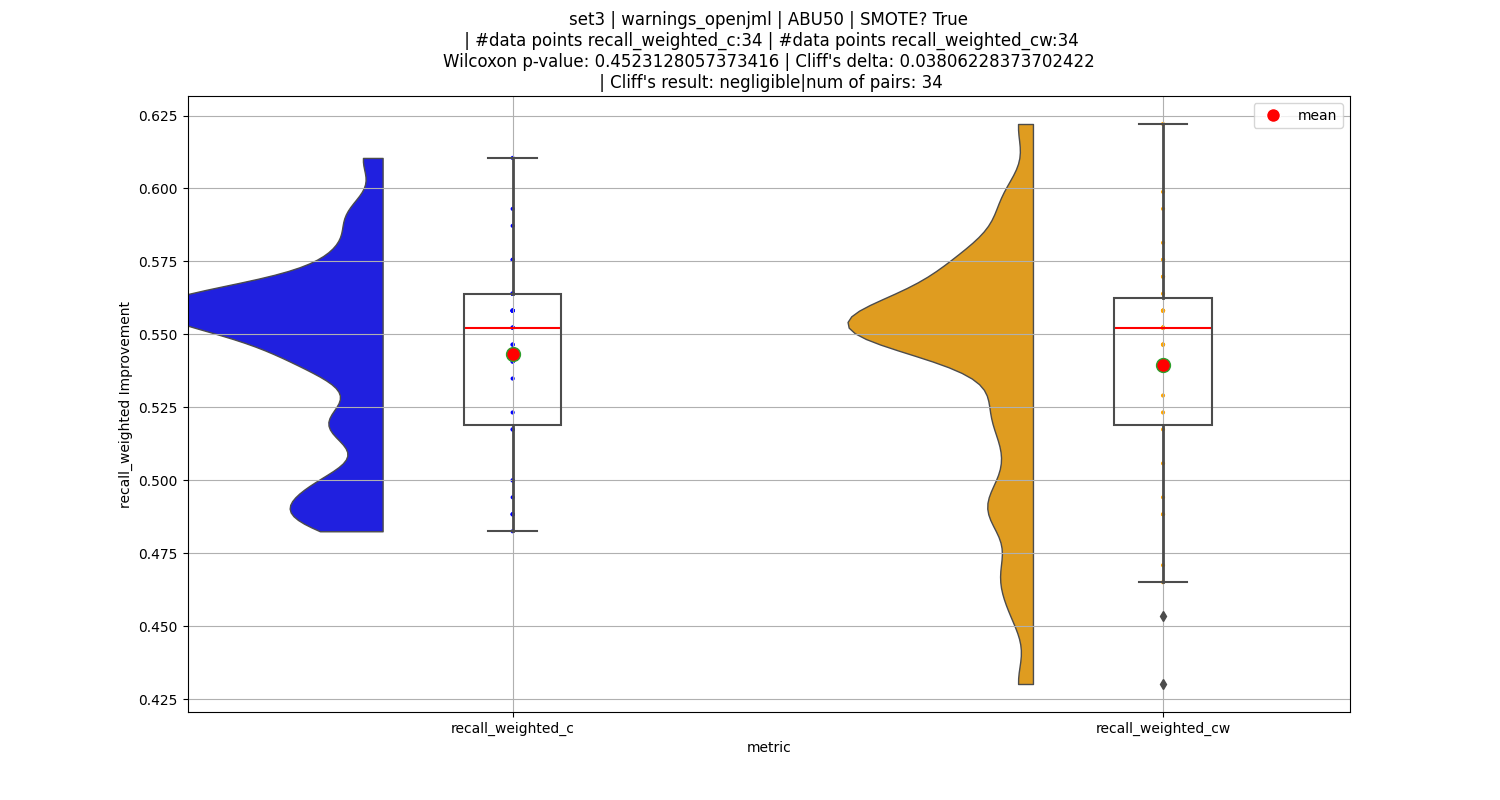 set3 | warnings_openjml | ABU50 | SMOTE? True
| #data points recall_weighted_c:34 | #data points recall_weighted_cw:34
Wilcoxon p-value: 0.4523128057373416 | Cliff's delta: 0.03806228373702422
| Cliff's result: negligible|num of pairs: 34
mean
recall_weighted Improvement
0.625
0.600
0.575
0.550
0.525
0.500
0.475
0.450
0.425
recall_weighted_c
recall_weighted_cw
metric